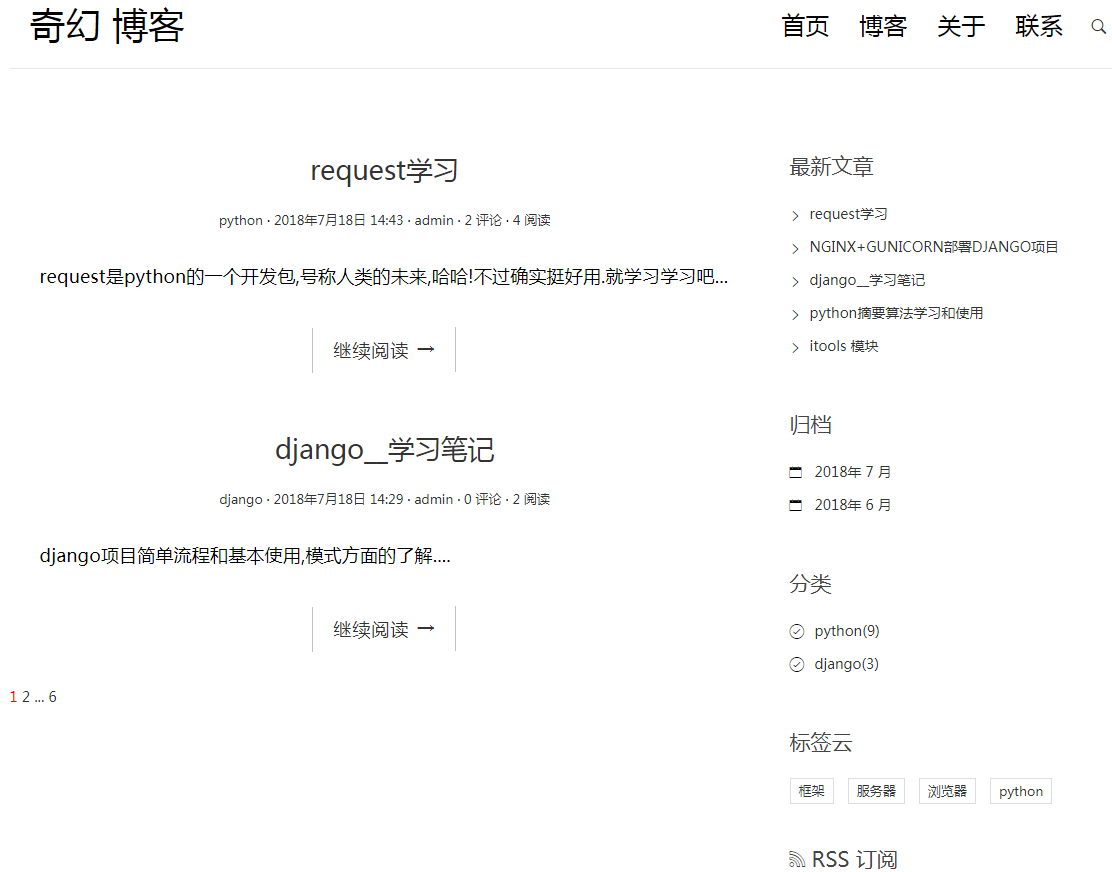 奇幻 博客
首页 博客 关于 联系
request学习
python · 2018年7月18日 14:43 · admin · 2 评论 · 4 阅读
request是python的一个开发包,号称人类的未来,哈哈!不过确实挺好用.就学习学习吧...
继续阅读 →
django__学习笔记
django · 2018年7月18日 14:29 · admin · 0 评论 · 2 阅读
django项目简单流程和基本使用,模式方面的了解....
继续阅读 →
1 2 ... 6
最新文章
request学习
NGINX+GUNICORN部署DJANGO项目
django__学习笔记
python摘要算法学习和使用
itools 模块
归档
2018年 7 月
2018年 6 月
分类
python(9)
django(3)
标签云
框架 服务器 浏览器 python
RSS 订阅